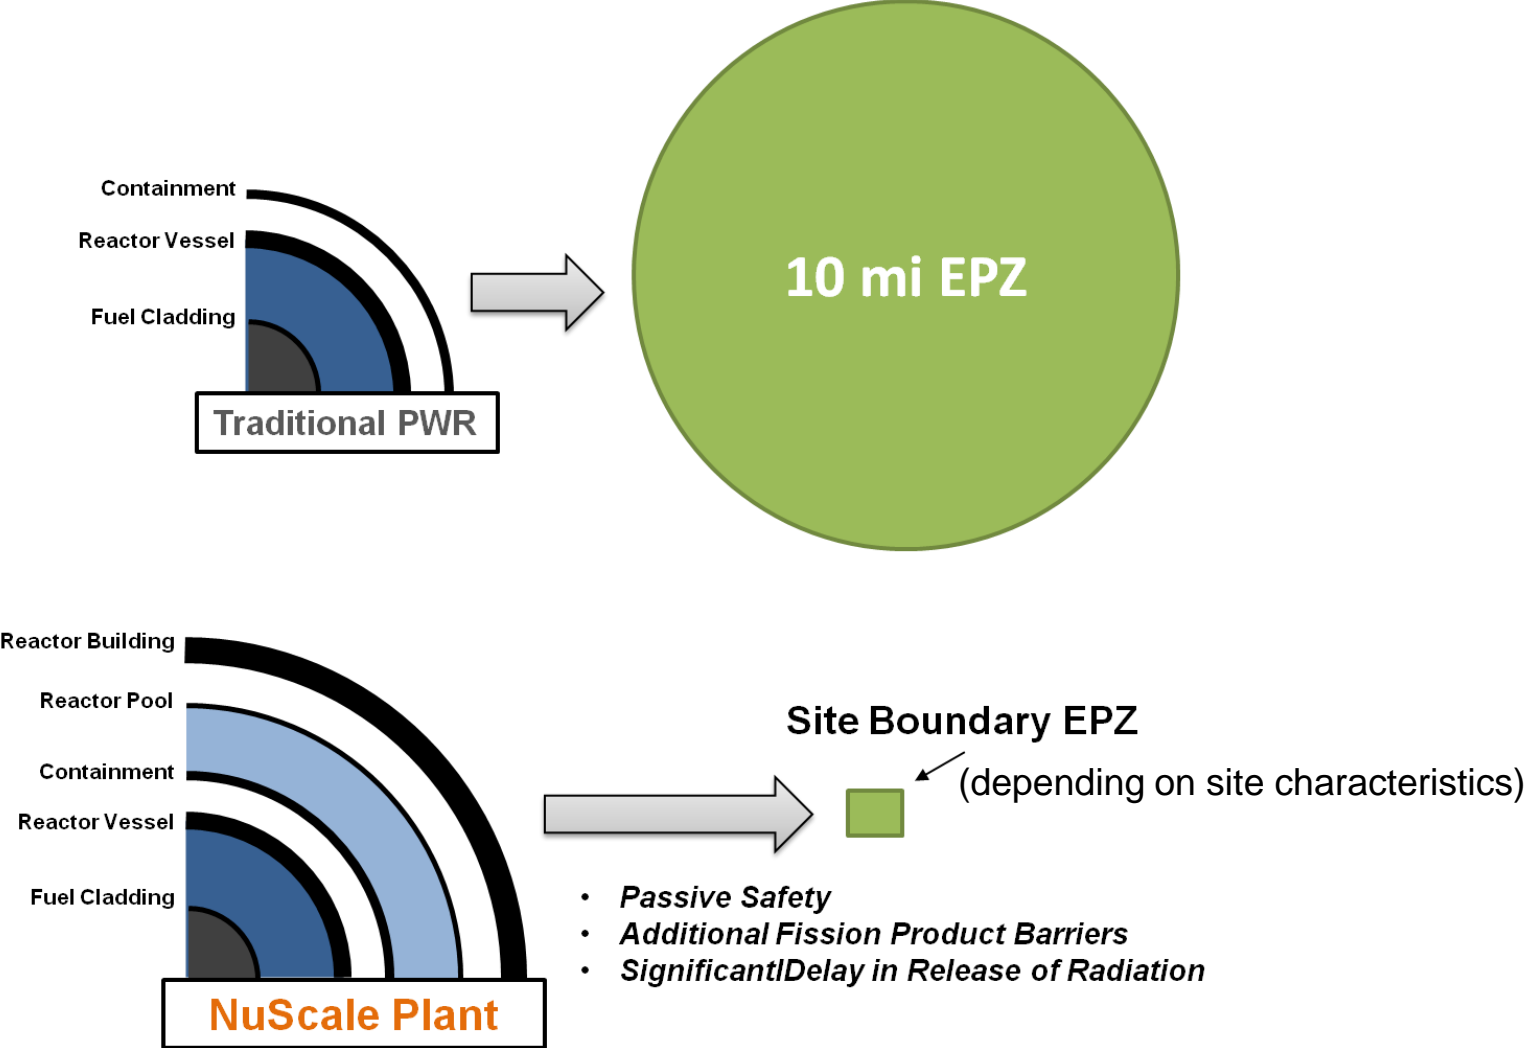 Containment
Reactor Vessel
Fuel Cladding
Traditional PWR
10 mi EPZ
Reactor Building
Reactor Pool
Containment
Reactor Vessel
Fuel Cladding
NuScale Plant
Site Boundary EPZ
(depending on site characteristics)
• Passive Safety
• Additional Fission Product Barriers
• SignificantlDelay in Release of Radiation